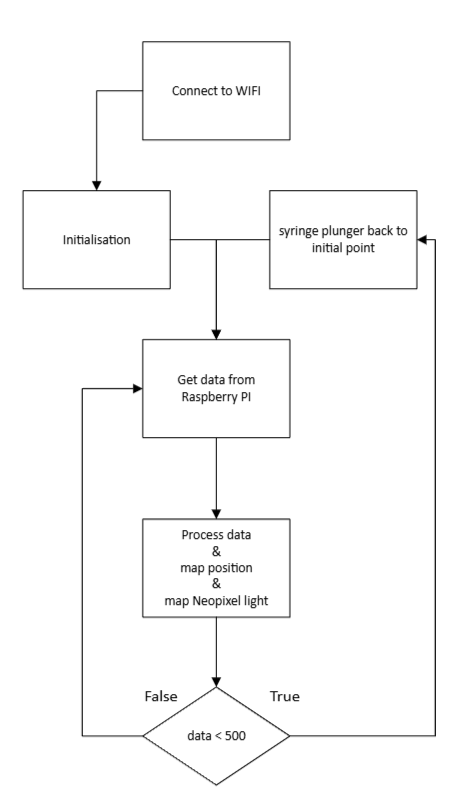 Connect to WIFI
Initialisation
syringe plunger back to
initial point
Get data from
Raspberry PI
Process data
&
map position
&
map Neopixel light
False
True
data < 500